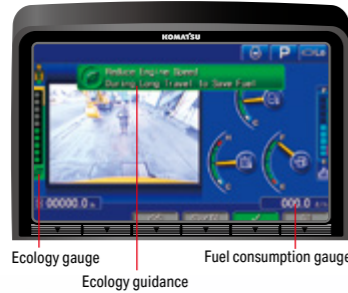 KOMATSU
P
Reduce Engine Speed
During Long Travel to Save Fuel
00000.0 h
000.0
Ecology gauge
Fuel consumption gauge
Ecology guidance